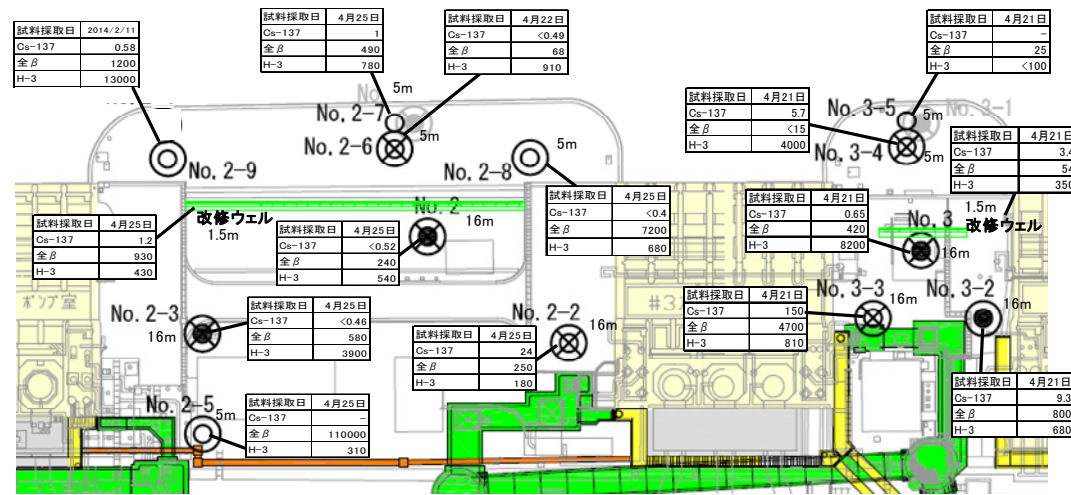 試料採取日 2014/2/11
Cs-137 0.58
全β 1200
H-3 13000
試料採取日 4月25日
Cs-137 1
全β 490
H-3 780
試料採取日 4月22日
Cs-137 <0.49
全β 68
H-3 910
試料採取日 4月21日
Cs-137 -
全β 25
H-3 <100
試料採取日 4月21日
Cs-137 5.7
全β <15
H-3 4000
試料採取日 4月21日
Cs-137 3.4
全β 54
H-3 350
No.2-7 5m
No.2-6 5m
No.2-9
No.2-8 5m
No.3-5 5m
No.3-1
No.3-4 5m
改修ウェル
1.5m
No.2 16m
試料採取日 4月25日
Cs-137 1.2
全β 930
H-3 430
試料採取日 4月25日
Cs-137 <0.52
全β 240
H-3 540
試料採取日 4月25日
Cs-137 <0.4
全β 7200
H-3 680
試料採取日 4月21日
Cs-137 0.65
全β 420
H-3 8200
No.3 16m
1.5m
改修ウェル
ポンプ室
No.2-3
16m
試料採取日 4月25日
Cs-137 <0.46
全β 580
H-3 3900
No.2-2 16m
試料採取日 4月25日
Cs-137 24
全β 250
H-3 180
#3
試料採取日 4月21日
Cs-137 150
全β 4700
H-3 810
No.3-3 16m
No.3-2 16m
試料採取日 4月21日
Cs-137 9.3
全β 800
H-3 680
No.2-5 5m
試料採取日 4月25日
Cs-137 -
全β 110000
H-3 310